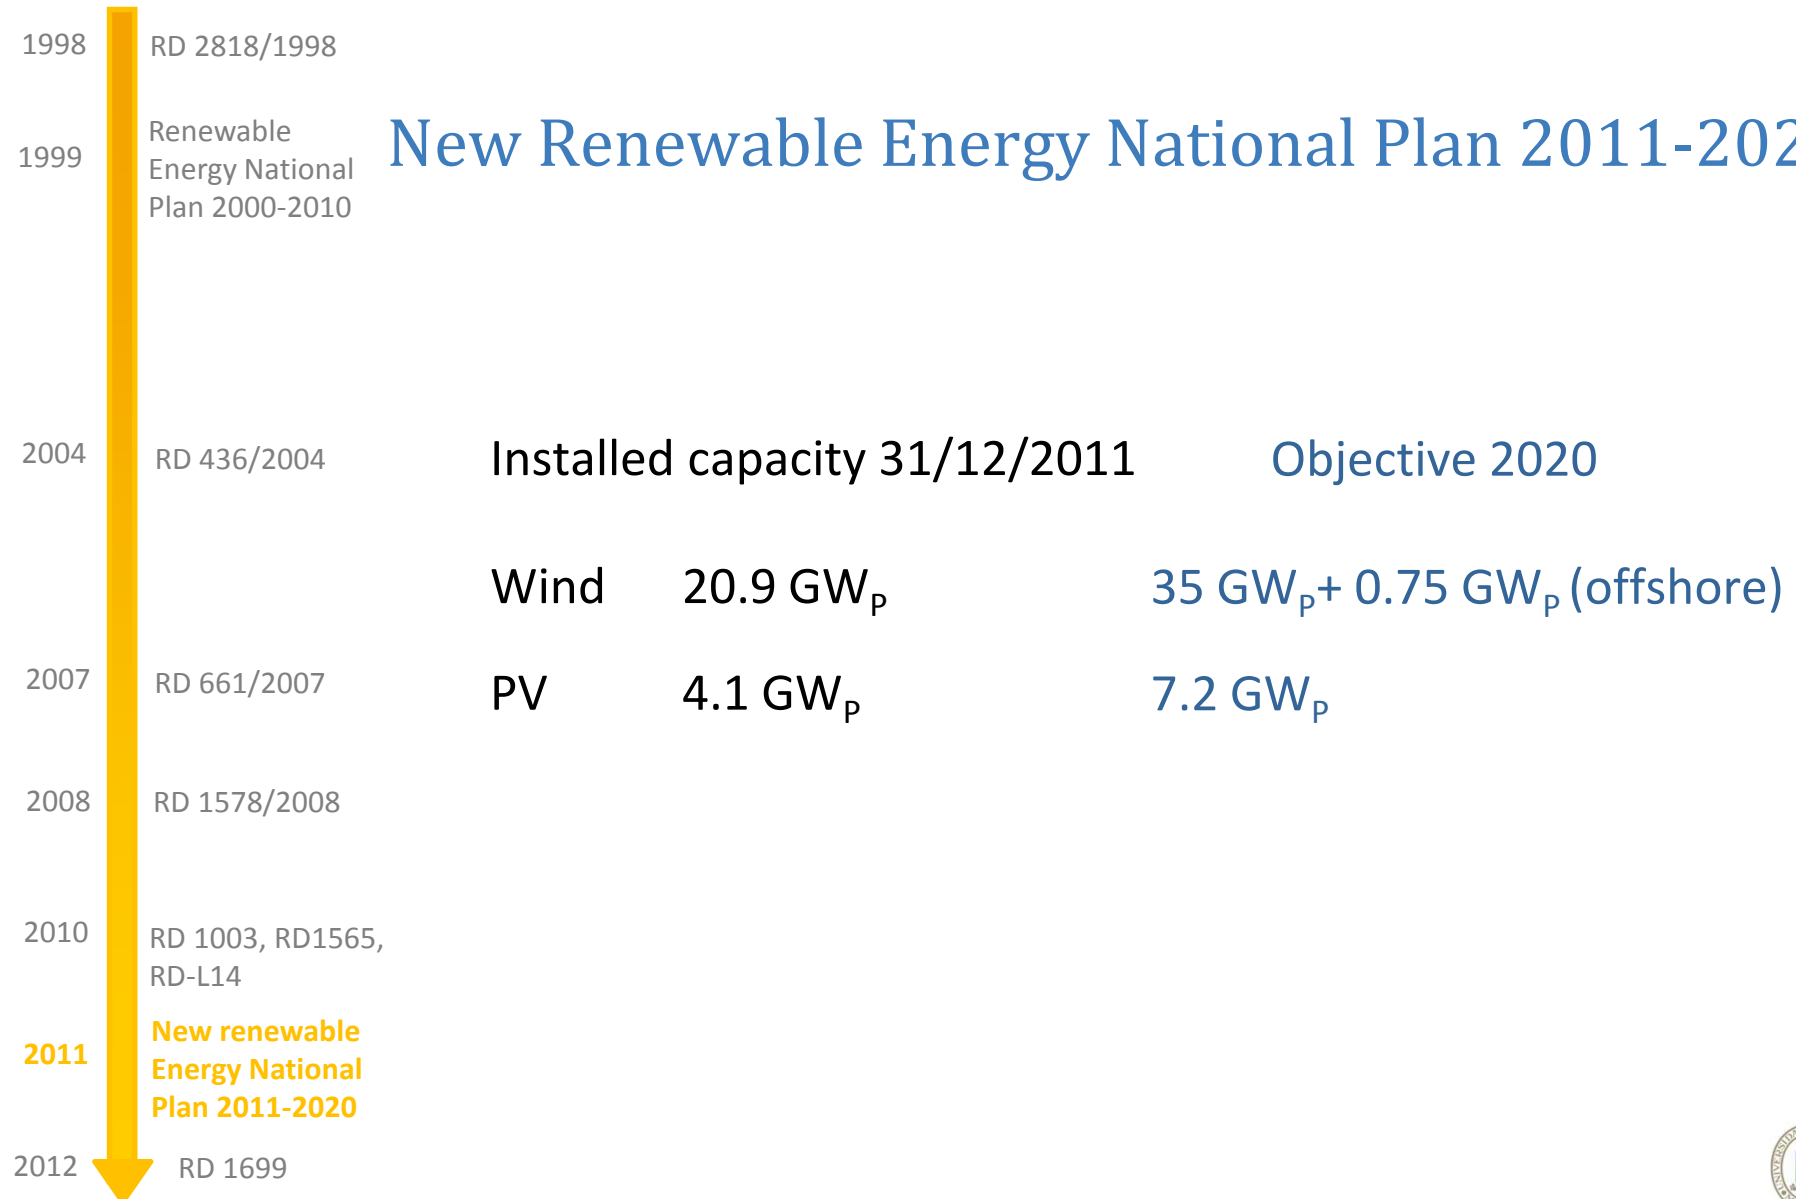 1998 RD 2818/1998
1999 Renewable
Energy National
Plan 2000-2010
New Renewable Energy National Plan 2011-202
2004 RD 436/2004
Installed capacity 31/12/2011 Objective 2020
Wind 20.9 GWP 35 GWP+ 0.75 GWP (offshore)
2007 RD 661/2007
PV 4.1 GWP 7.2 GWP
2008 RD 1578/2008
2010 RD 1003, RD1565,
RD-L14
2011 New renewable
Energy National
Plan 2011-2020
2012 RD 1699